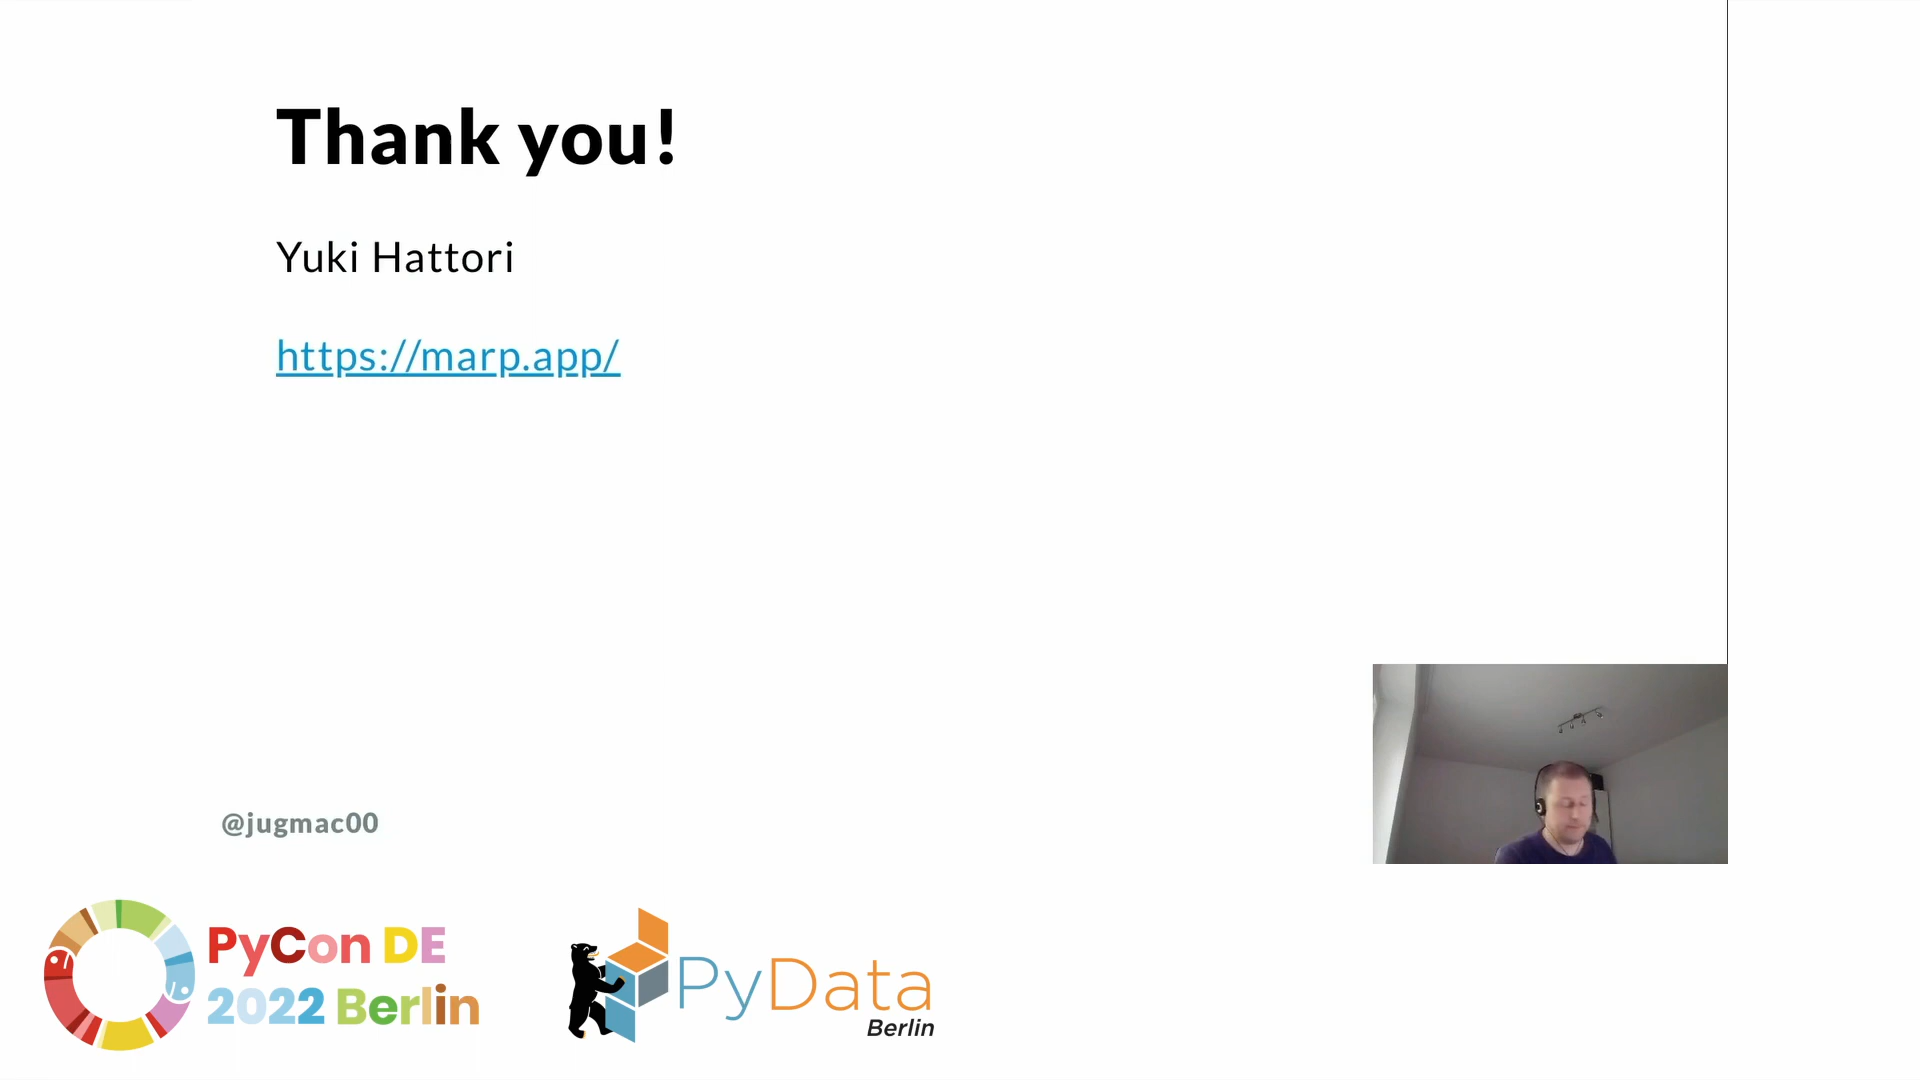 Thank you!
Yuki Hattori
https://marp.app/
@jugmac00
PyCon DE
2022 Berlin
PyData
Berlin